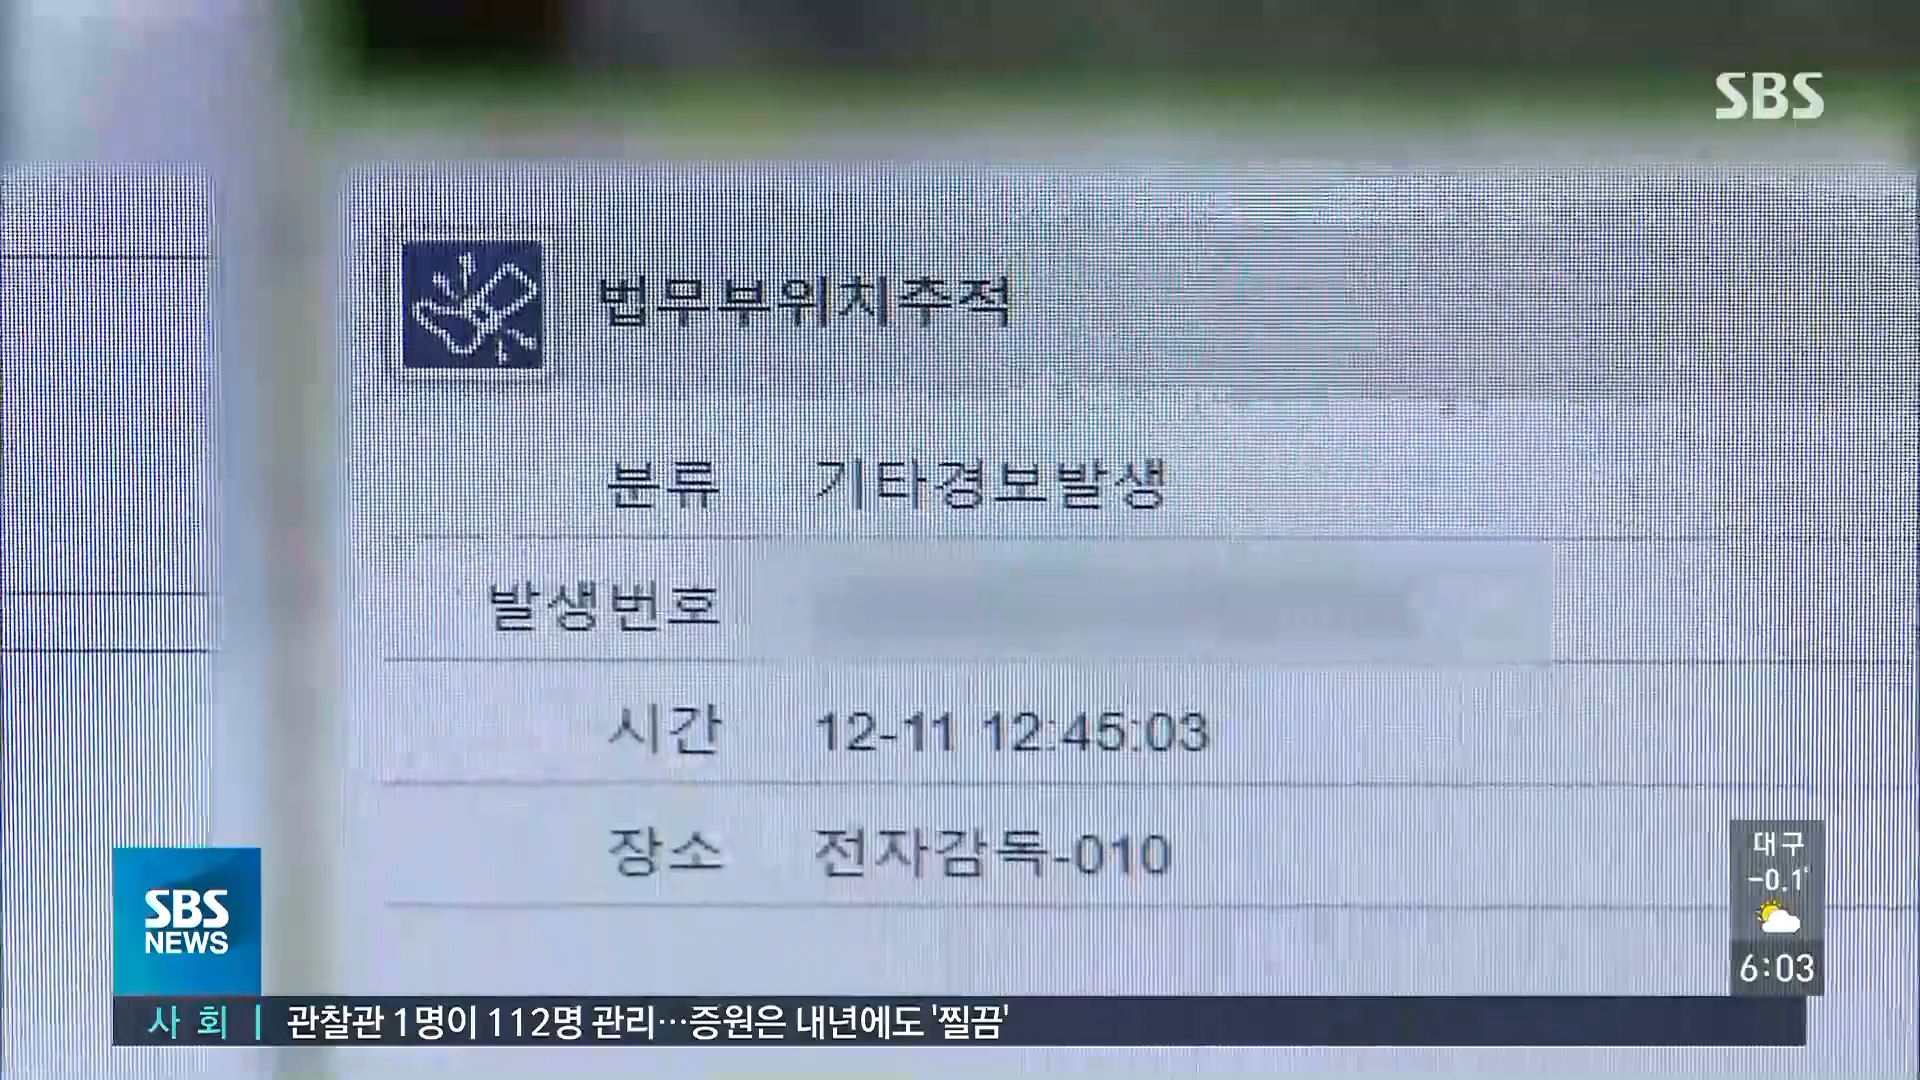 SBS
법무부위치추적
분류 기타경보발생
발생번호
시간 12-11 12:45:03
장소 전자감독-010
대구
-0.1°
6:03
SBS
NEWS
사회 | 관찰관 1명이 112명 관리…증원은 내년에도 '찔끔'